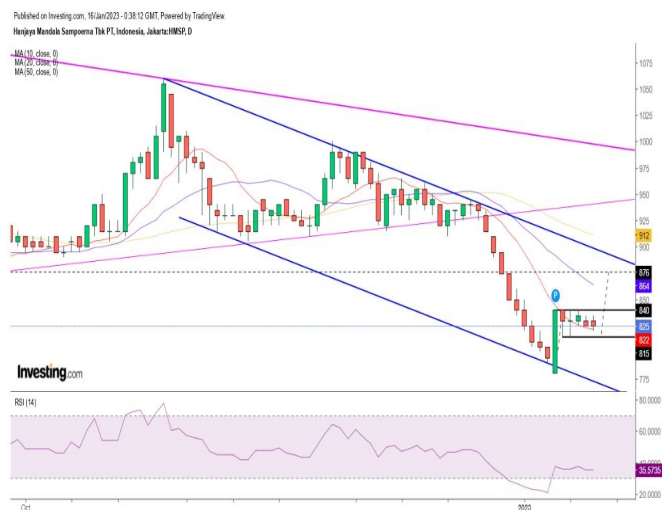 Published on Investing.com, 16/Jan/2023 - 0:38:12 GMT, Powered by TradingView.
Hanjaya Mandala Sampoerna Tbk PT, Indonesia, Jakarta:HMSP, D
MA (10, close, 0)
MA (20, close, 0)
MA (50, close, 0)
1075
1050
1025
1000
975
950
925
912
900
876
864
850
P
840
825
822
815
Investing.com
775
RSI (14)
80.0000
60.0000
35.5735
20.0000
Oct
2023